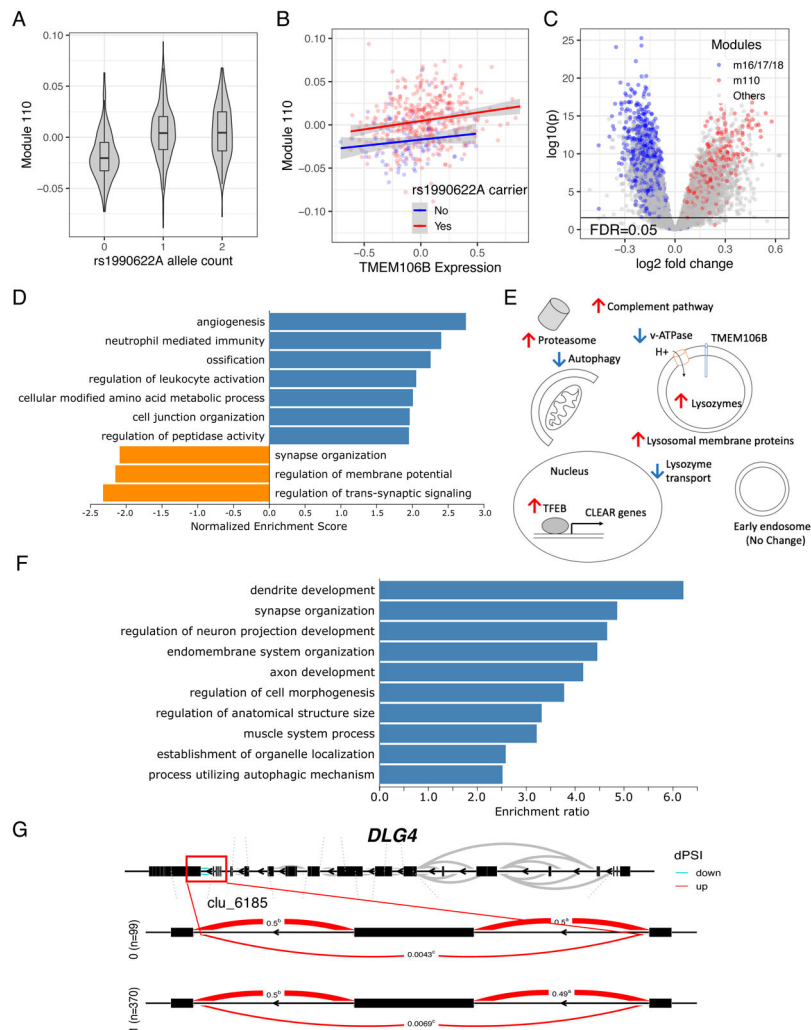 A
Module 110
0.10
0.05
0.00
−0.05
0
1
2
rs1990622A allele count
B
Module 110
0.10
0.05
0.00
−0.05
−0.10
rs1990622A carrier
No
Yes
−0.5
0.0
0.5
TMEM106B Expression
C
log10(p)
25
20
15
10
5
0
Modules
m16/17/18
m110
Others
FDR=0.05
−0.3
0.0
0.3
0.6
log2 fold change
D
angiogenesis
neutrophil mediated immunity
ossification
regulation of leukocyte activation
cellular modified amino acid metabolic process
cell junction organization
regulation of peptidase activity
synapse organization
regulation of membrane potential
regulation of trans-synaptic signaling
-2.5 -2.0 -1.5 -1.0 -0.5 0.0 0.5 1.0 1.5 2.0 2.5 3.0
Normalized Enrichment Score
E
Complement pathway
Proteasome
Autophagy
v-ATPase
TMEM106B
H+
Lysozymes
Lysosomal membrane proteins
Lysozyme
transport
Nucleus
TFEB
CLEAR genes
Early endosome
(No Change)
F
dendrite development
synapse organization
regulation of neuron projection development
endomembrane system organization
axon development
regulation of cell morphogenesis
regulation of anatomical structure size
muscle system process
establishment of organelle localization
process utilizing autophagic mechanism
0.0 1.0 2.0 3.0 4.0 5.0 6.0
Enrichment ratio
G
DLG4
dPSI
down
up
clu_6185
0 (n=99)
0.5ᵇ
0.5ᵃ
0.0043ᶜ
(n=370)
0.5ᵇ
0.49ᵃ
0.0069ᶜ